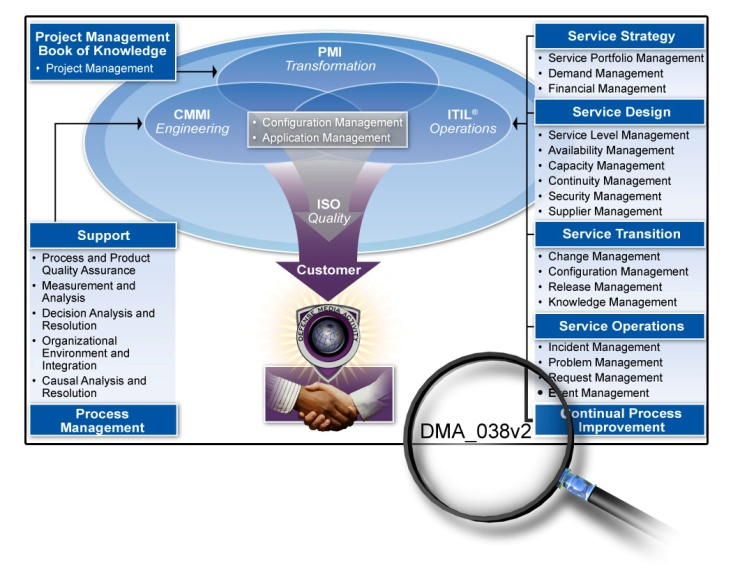 Project Management
Book of Knowledge
• Project Management
PMI
Transformation
CMMI
Engineering
ITIL®
Operations
• Configuration Management
• Application Management
ISO
Quality
Customer
DEFENSE MEDIA ACTIVITY
Support
• Process and Product
Quality Assurance
• Measurement and
Analysis
• Decision Analysis and
Resolution
• Organizational
Environment and
Integration
• Causal Analysis and
Resolution
Process
Management
Service Strategy
• Service Portfolio Management
• Demand Management
• Financial Management
Service Design
• Service Level Management
• Availability Management
• Capacity Management
• Continuity Management
• Security Management
• Supplier Management
Service Transition
• Change Management
• Configuration Management
• Release Management
• Knowledge Management
Service Operations
• Incident Management
• Problem Management
• Request Management
• Event Management
Continual Process
Improvement
DMA_038v2